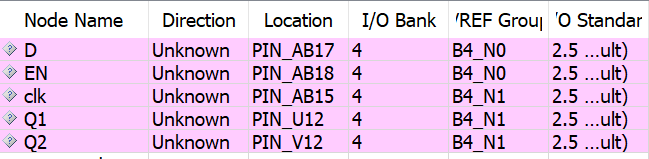 Node Name Direction Location I/O Bank /REF Group 'O Standar
D Unknown PIN_AB17 4 B4_N0 2.5 ...ult)
EN Unknown PIN_AB18 4 B4_N0 2.5 ...ult)
clk Unknown PIN_AB15 4 B4_N1 2.5 ...ult)
Q1 Unknown PIN_U12 4 B4_N1 2.5 ...ult)
Q2 Unknown PIN_V12 4 B4_N1 2.5 ...ult)